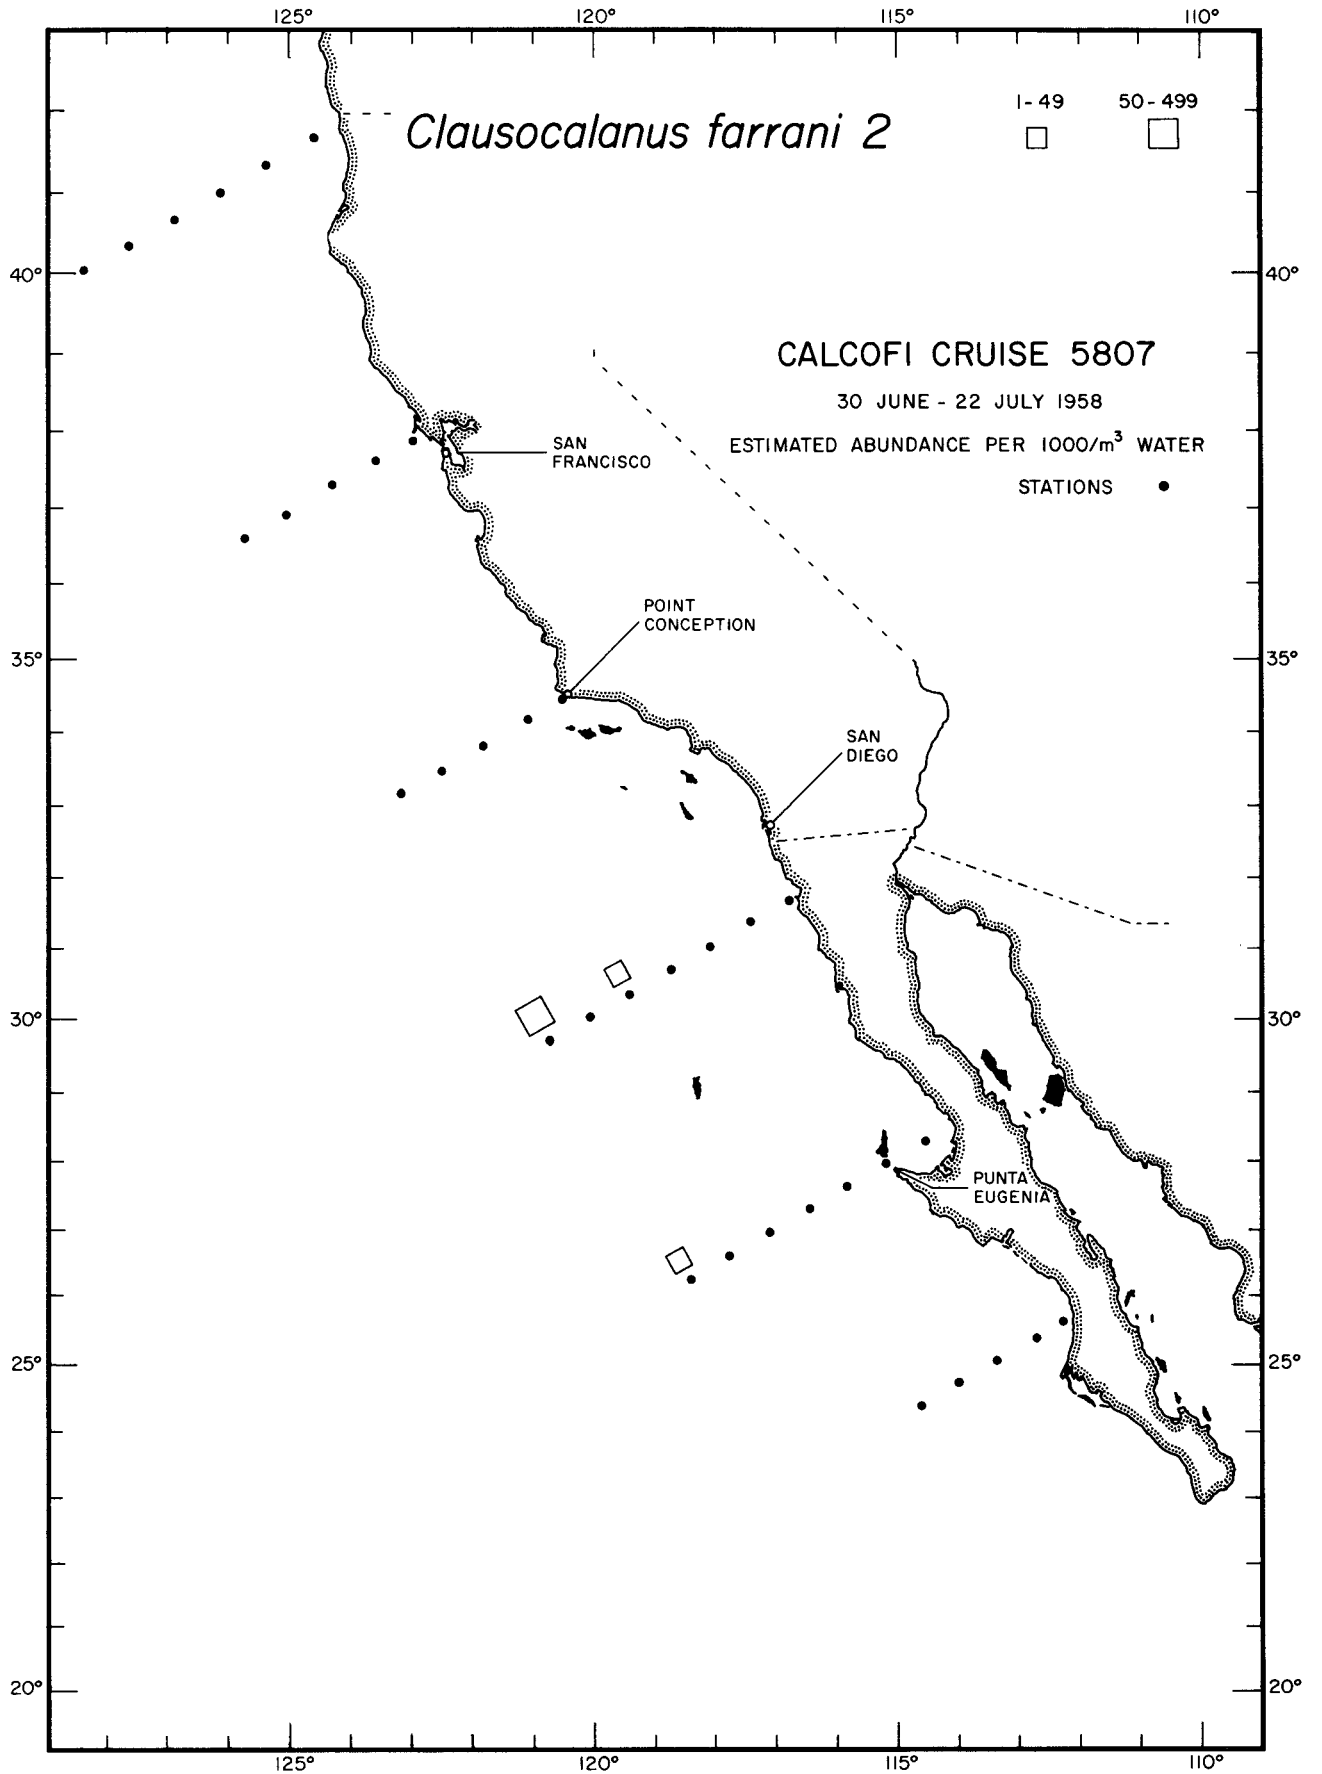 125° 120° 115° 110°
1-49 50-499
Clausocalanus farrani 2
40° 40°
CALCOFI CRUISE 5807
30 JUNE - 22 JULY 1958
ESTIMATED ABUNDANCE PER 1000/m³ WATER
STATIONS
SAN
FRANCISCO
POINT
CONCEPTION
35° 35°
SAN
DIEGO
30° 30°
PUNTA
EUGENIA
25° 25°
20° 20°
125° 120° 115° 110°